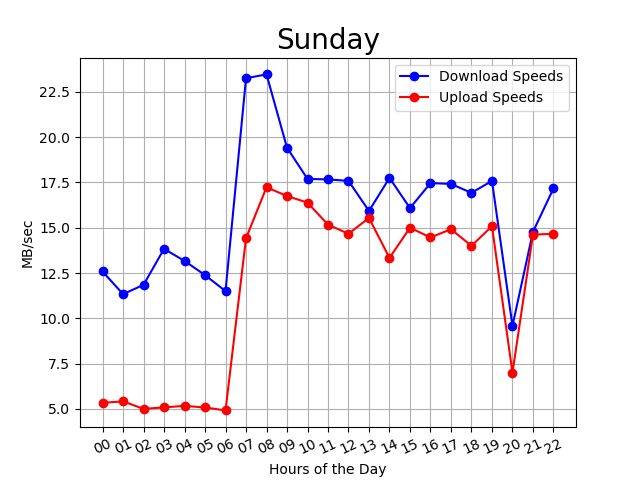 Sunday
Download Speeds
Upload Speeds
MB/sec
22.5
20.0
17.5
15.0
12.5
10.0
7.5
5.0
00 01 02 03 04 05 06 07 08 09 10 11 12 13 14 15 16 17 18 19 20 21 22
Hours of the Day